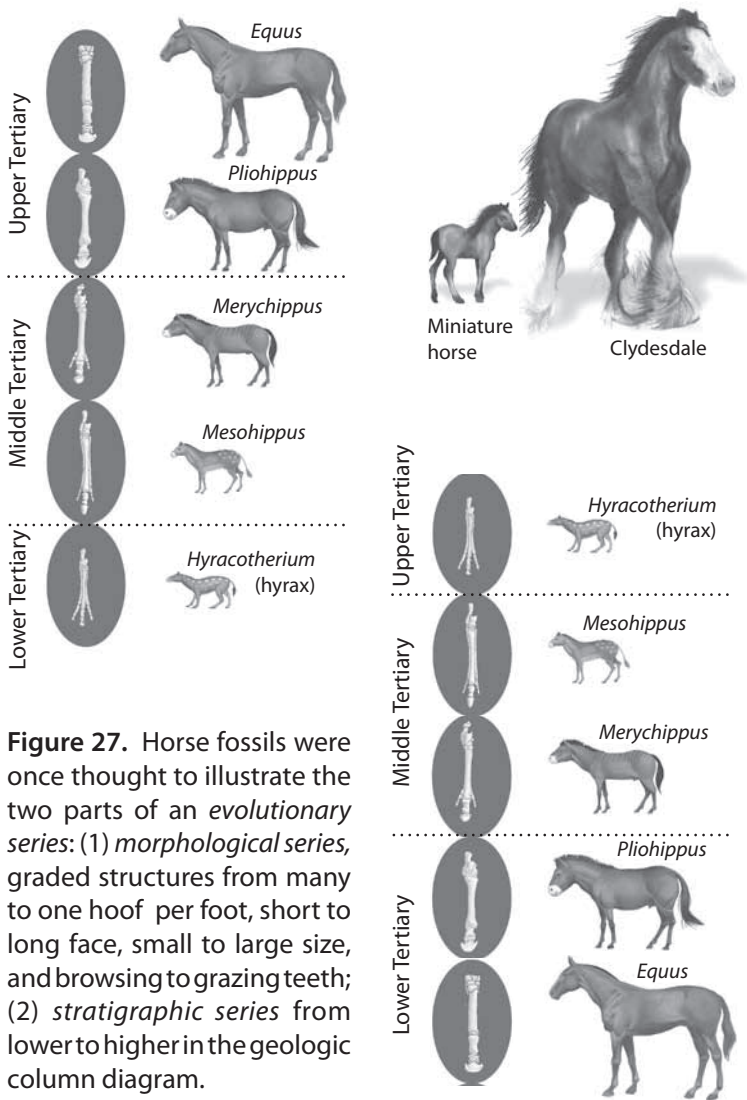 Equus
Upper Tertiary
Pliohippus
Merychippus
Middle Tertiary
Mesohippus
Lower Tertiary
Hyracotherium
(hyrax)
Miniature
horse
Clydesdale
Upper Tertiary
Hyracotherium
(hyrax)
Mesohippus
Middle Tertiary
Merychippus
Pliohippus
Lower Tertiary
Equus
Figure 27. Horse fossils were
once thought to illustrate the
two parts of an evolutionary
series: (1) morphological series,
graded structures from many
to one hoof per foot, short to
long face, small to large size,
and browsing to grazing teeth;
(2) stratigraphic series from
lower to higher in the geologic
column diagram.